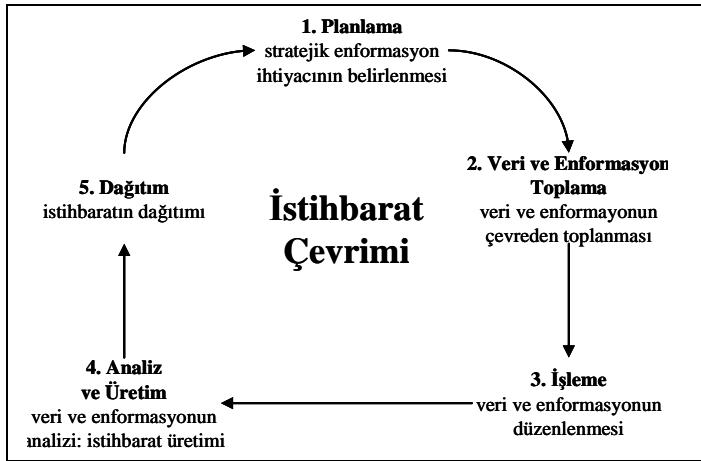 1. Planlama
stratejik enformasyon
ihtiyacının belirlenmesi
2. Veri ve Enformasyon
Toplama
veri ve enformayonun
çevreden toplanması
3. İşleme
veri ve enformasyonun
düzenlenmesi
4. Analiz
ve Üretim
veri ve enformasyonun
analizi: istihbarat üretimi
5. Dağıtım
istihbaratın dağıtımı
İstihbarat
Çevrimi